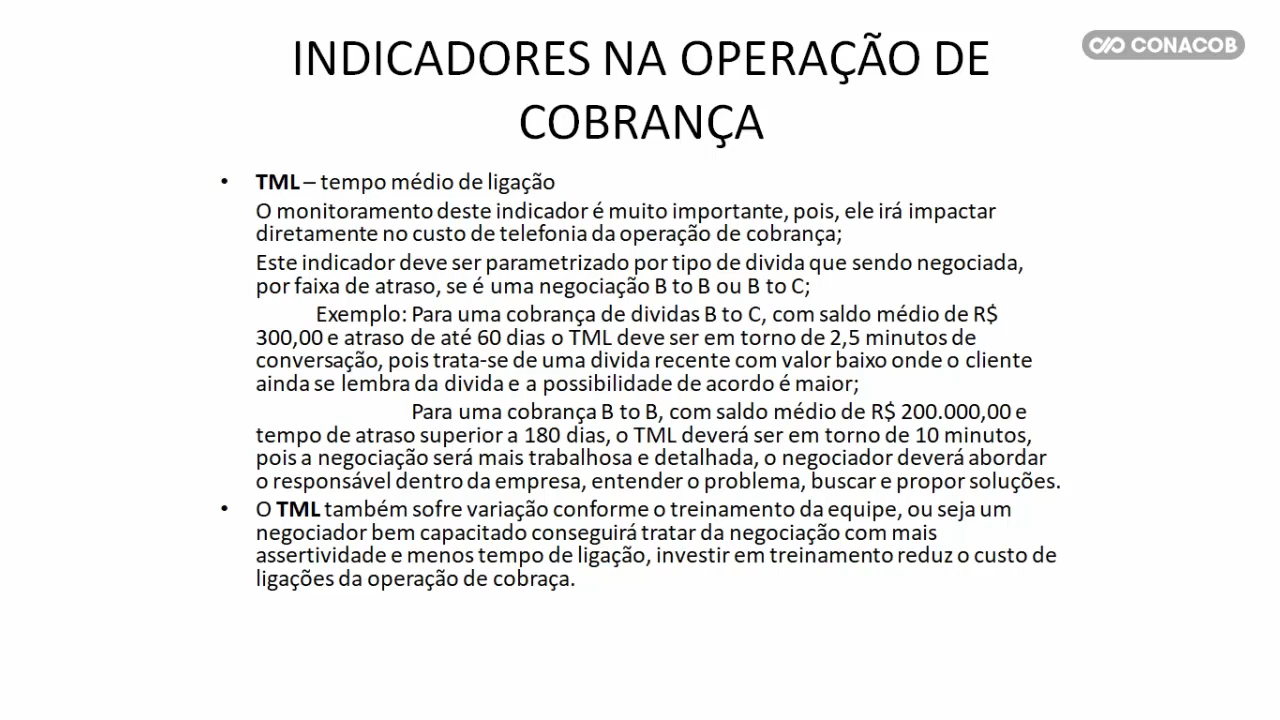 INDICADORES NA OPERAÇÃO DE
COBRANÇA
CONACOB
• TML – tempo médio de ligação
O monitoramento deste indicador é muito importante, pois, ele irá impactar
diretamente no custo de telefonia da operação de cobrança;
Este indicador deve ser parametrizado por tipo de divida que sendo negociada,
por faixa de atraso, se é uma negociação B to B ou B to C;
Exemplo: Para uma cobrança de dividas B to C, com saldo médio de R$
300,00 e atraso de até 60 dias o TML deve ser em torno de 2,5 minutos de
conversação, pois trata-se de uma divida recente com valor baixo onde o cliente
ainda se lembra da divida e a possibilidade de acordo é maior;
Para uma cobrança B to B, com saldo médio de R$ 200.000,00 e
tempo de atraso superior a 180 dias, o TML deverá ser em torno de 10 minutos,
pois a negociação será mais trabalhosa e detalhada, o negociador deverá abordar
o responsável dentro da empresa, entender o problema, buscar e propor soluções.
• O TML também sofre variação conforme o treinamento da equipe, ou seja um
negociador bem capacitado conseguirá tratar da negociação com mais
assertividade e menos tempo de ligação, investir em treinamento reduz o custo de
ligações da operação de cobraça.